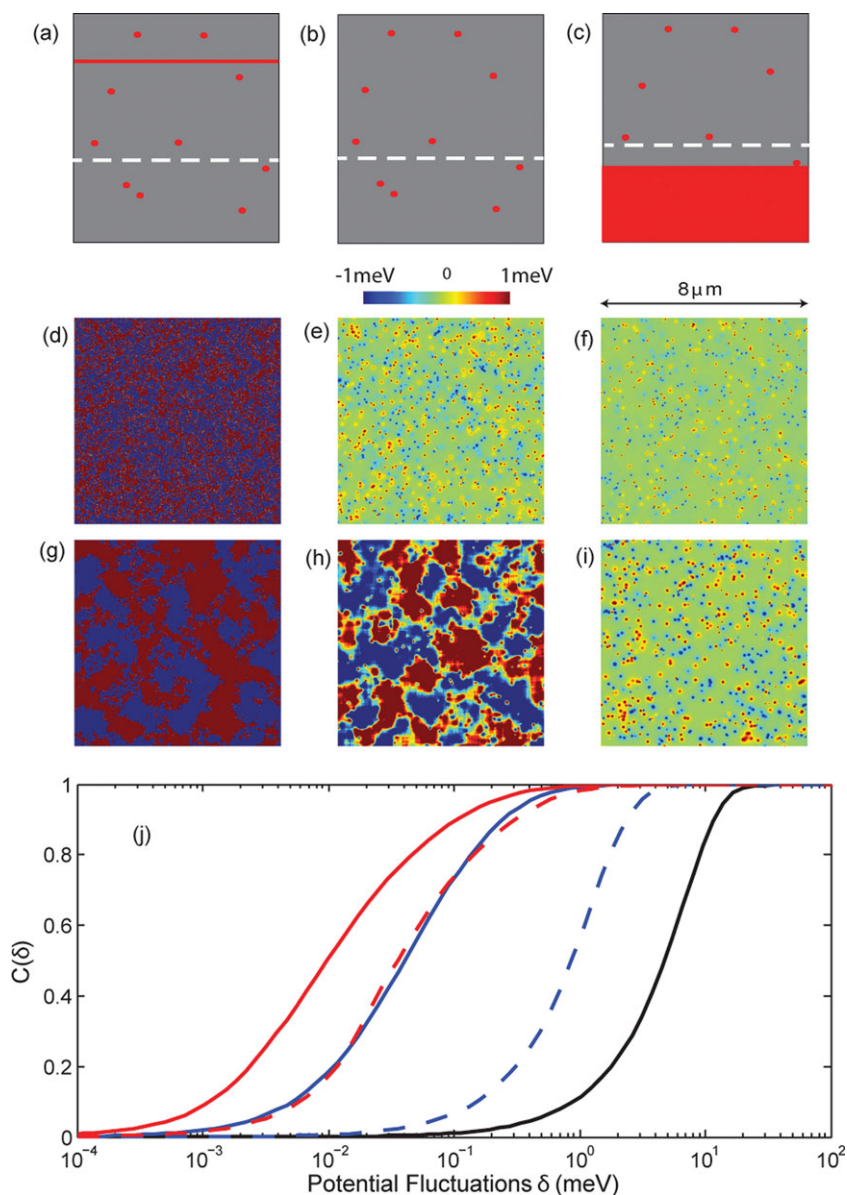 (a) (b) (c)
-1meV 0 1meV 8μm
(d) (e) (f)
(g) (h) (i)
(j)
1
0.8
0.6
0.4
0.2
0
C(δ)
10⁻⁴ 10⁻³ 10⁻² 10⁻¹ 10⁰ 10¹ 10²
Potential Fluctuations δ (meV)